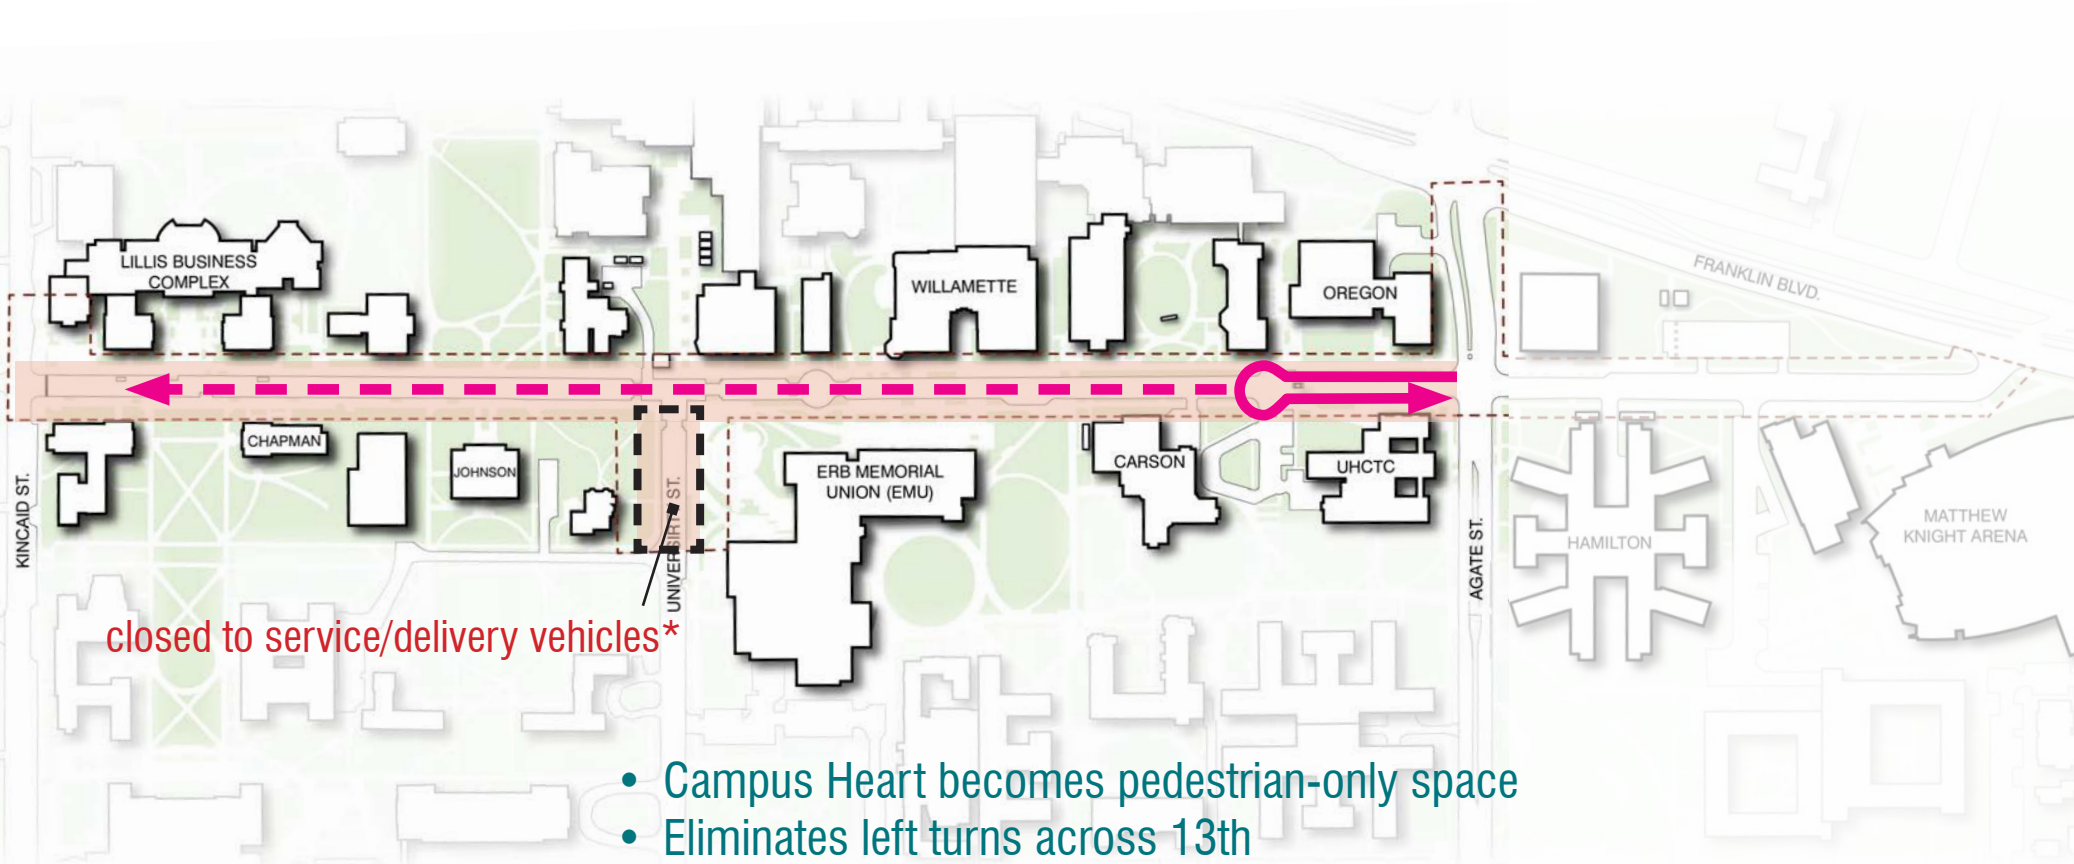 LILLIS BUSINESS
COMPLEX
WILLAMETTE
OREGON
FRANKLIN BLVD.
CHAPMAN
JOHNSON
ERB MEMORIAL
UNION (EMU)
CARSON
UHCTC
KINCAID ST.
UNIVERSIRTY ST.
AGATE ST.
HAMILTON
MATTHEW
KNIGHT ARENA
closed to service/delivery vehicles*
• Campus Heart becomes pedestrian-only space
• Eliminates left turns across 13th